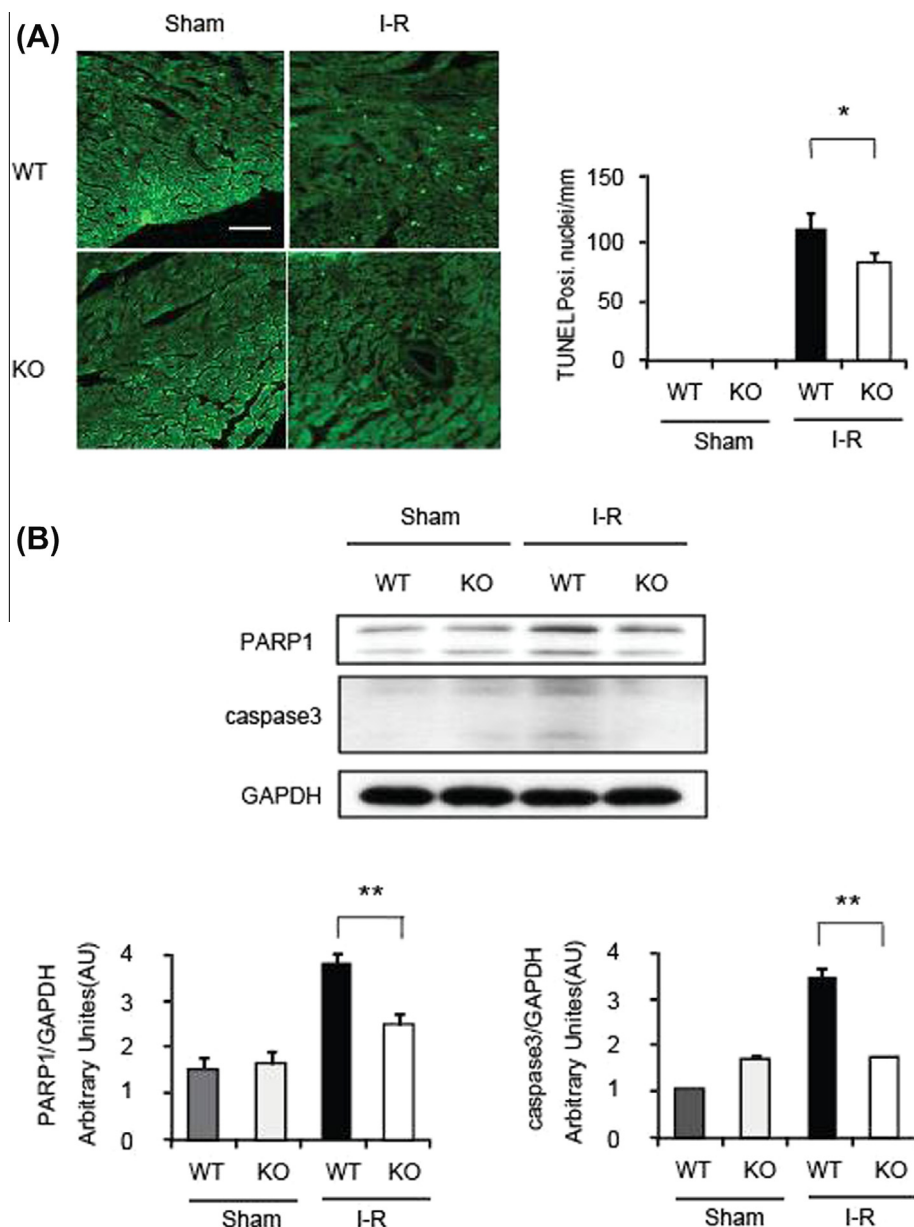 (A)
Sham I-R
WT
KO
*
TUNEL Posi. nuclei/mm
150
100
50
0
WT KO WT KO
Sham I-R
(B)
Sham I-R
WT KO WT KO
PARP1
caspase3
GAPDH
**
PARP1/GAPDH
Arbitrary Unites(AU)
4
3
2
1
0
WT KO WT KO
Sham I-R
**
caspase3/GAPDH
Arbitrary Unites(AU)
4
3
2
1
0
WT KO WT KO
Sham I-R